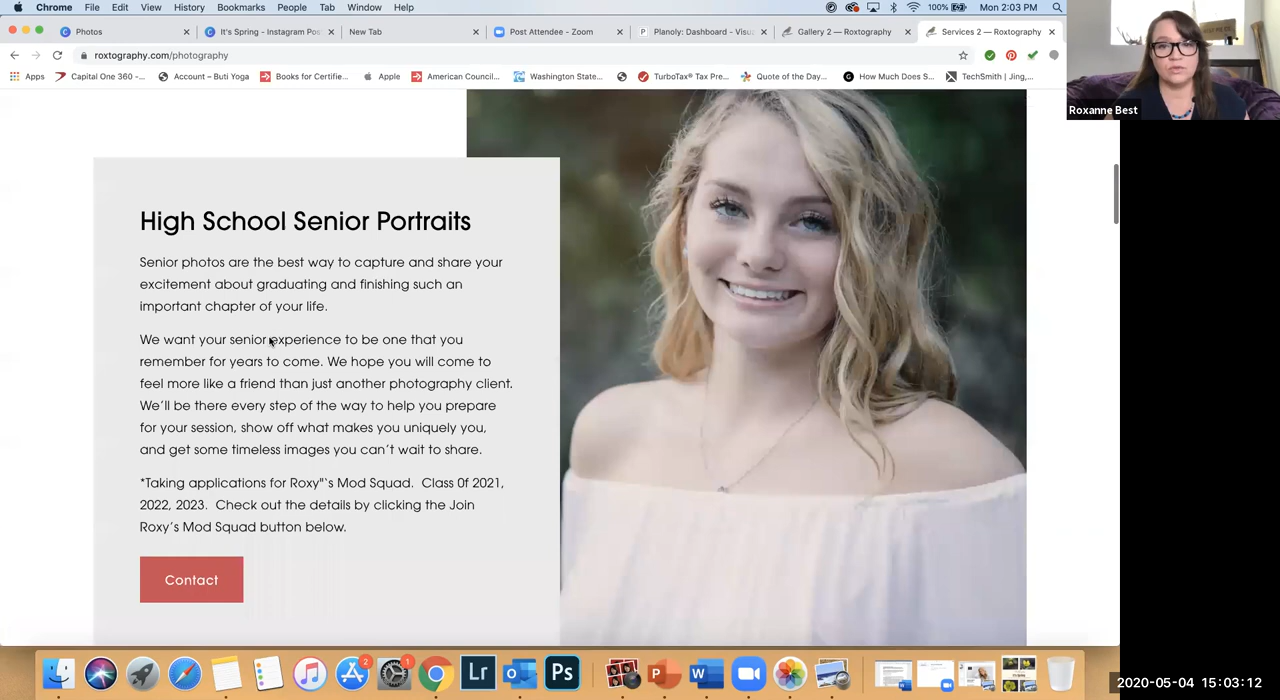 Chrome File Edit View History Bookmarks People Tab Window Help 100% Mon 2:03 PM
Photos It's Spring - Instagram Pos New Tab Post Attendee - Zoom Planoly: Dashboard - Visu Gallery 2 — Roxtography Services 2 — Roxtography
roxtography.com/photography
Apps Capital One 360 -... Account – Buti Yoga Books for Certifie... Apple American Council... Washington State... TurboTax® Tax Pre... Quote of the Day... How Much Does S... TechSmith | Jing,...
Roxanne Best
High School Senior Portraits
Senior photos are the best way to capture and share your
excitement about graduating and finishing such an
important chapter of your life.
We want your senior experience to be one that you
remember for years to come. We hope you will come to
feel more like a friend than just another photography client.
We'll be there every step of the way to help you prepare
for your session, show off what makes you uniquely you,
and get some timeless images you can't wait to share.
*Taking applications for Roxy"`s Mod Squad.  Class 0f 2021,
2022, 2023.  Check out the details by clicking the Join
Roxy's Mod Squad button below.
Contact
2 1 Lr Ps
2020-05-04 15:03:12